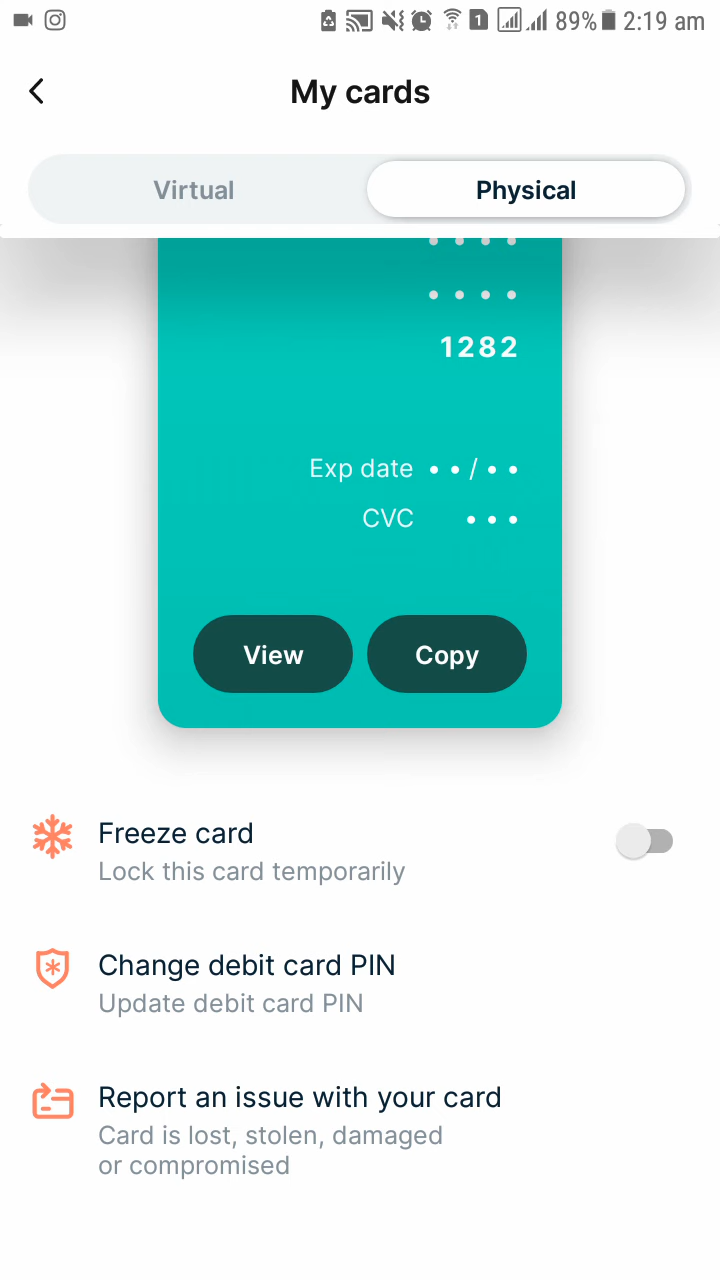 1 89% 2:19 am
My cards
Virtual Physical
• • • •
• • • •
1282
Exp date • • / • •
CVC • • •
View Copy
Freeze card
Lock this card temporarily
Change debit card PIN
Update debit card PIN
Report an issue with your card
Card is lost, stolen, damaged
or compromised